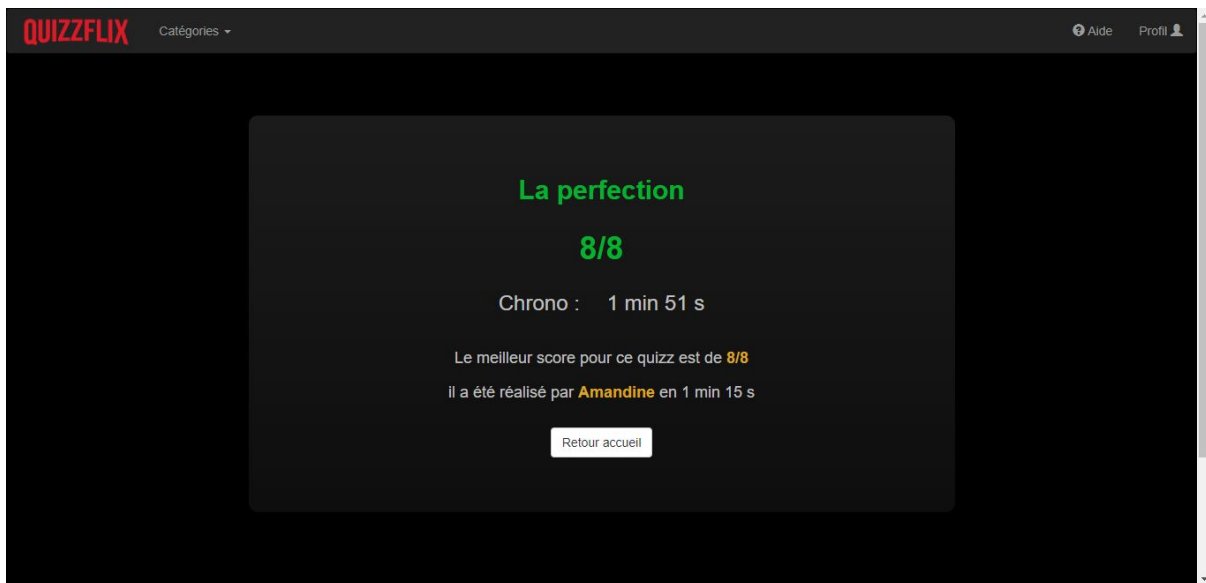 QUIZZFLIX Catégories Aide Profil
La perfection
8/8
Chrono : 1 min 51 s
Le meilleur score pour ce quizz est de 8/8
il a été réalisé par Amandine en 1 min 15 s
Retour accueil